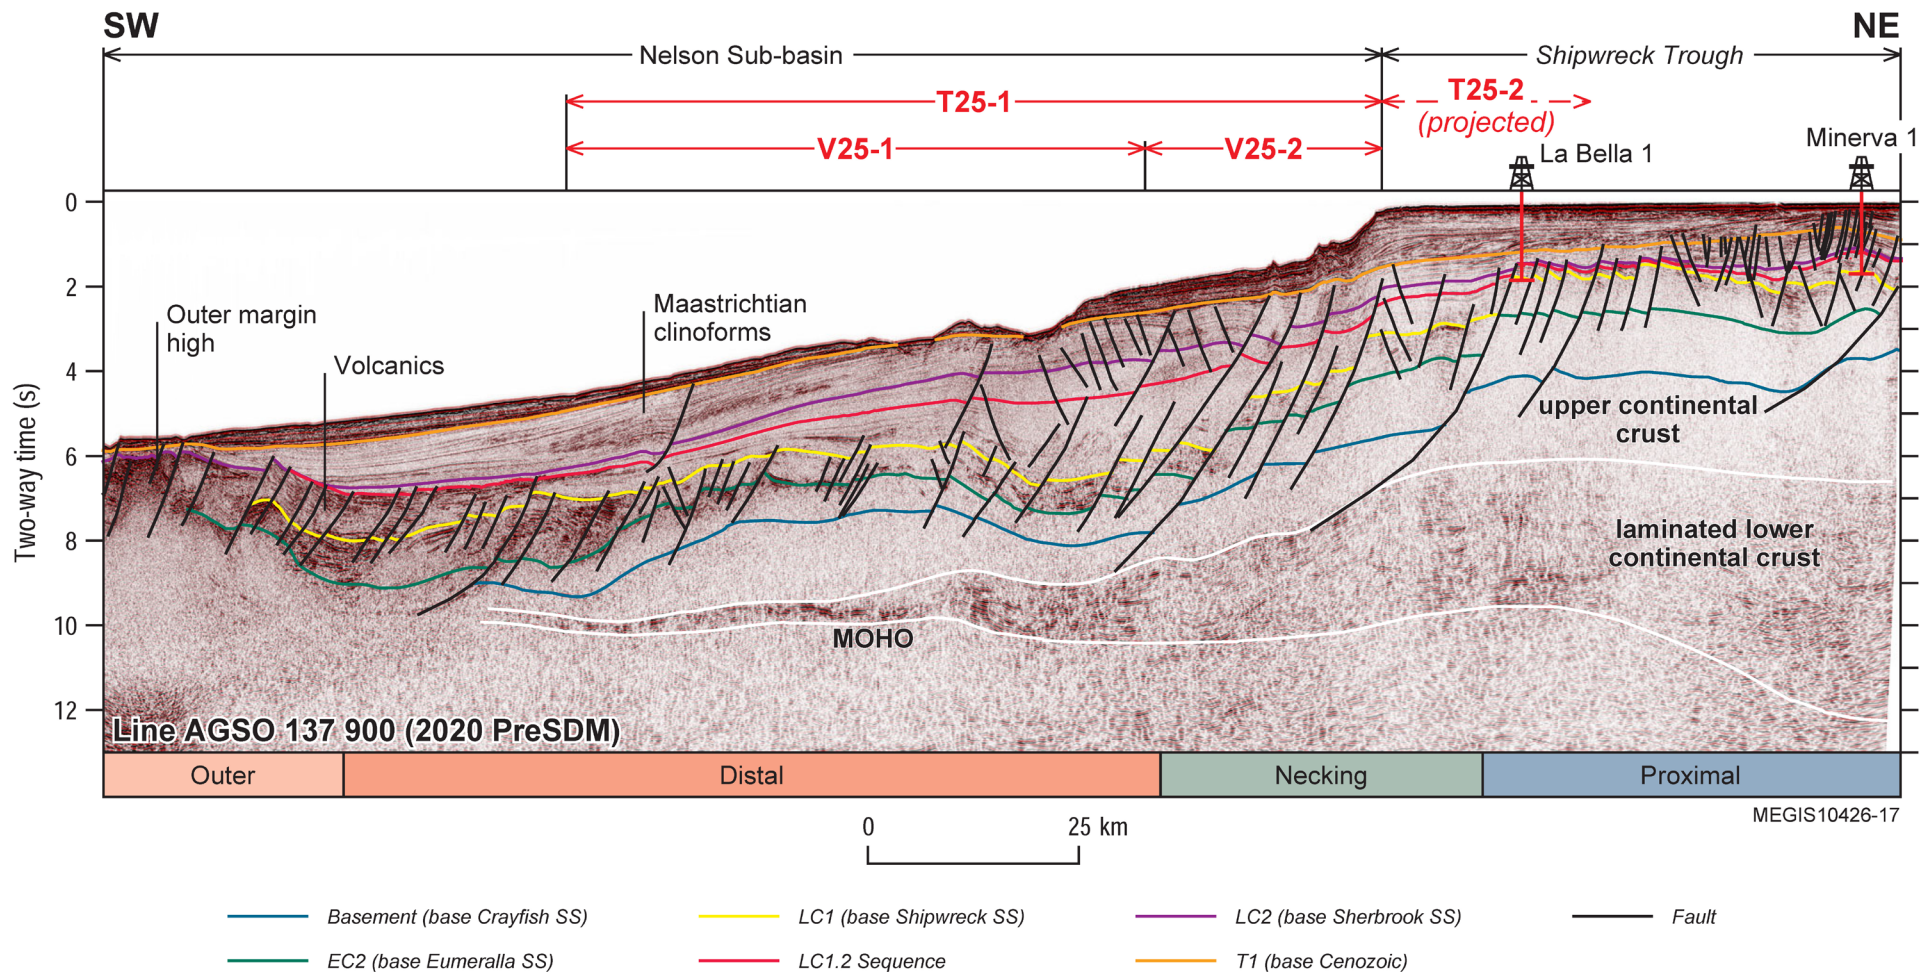 SW
NE
Nelson Sub-basin
Shipwreck Trough
T25-1
T25-2
(projected)
V25-1
V25-2
La Bella 1
Minerva 1
0
2
4
6
8
10
12
Two-way time (s)
Outer margin
high
Volcanics
Maastrichtian
clinoforms
upper continental
crust
laminated lower
continental crust
MOHO
Line AGSO 137 900 (2020 PreSDM)
Outer
Distal
Necking
Proximal
MEGIS10426-17
0
25 km
Basement (base Crayfish SS)
LC1 (base Shipwreck SS)
LC2 (base Sherbrook SS)
Fault
EC2 (base Eumeralla SS)
LC1.2 Sequence
T1 (base Cenozoic)